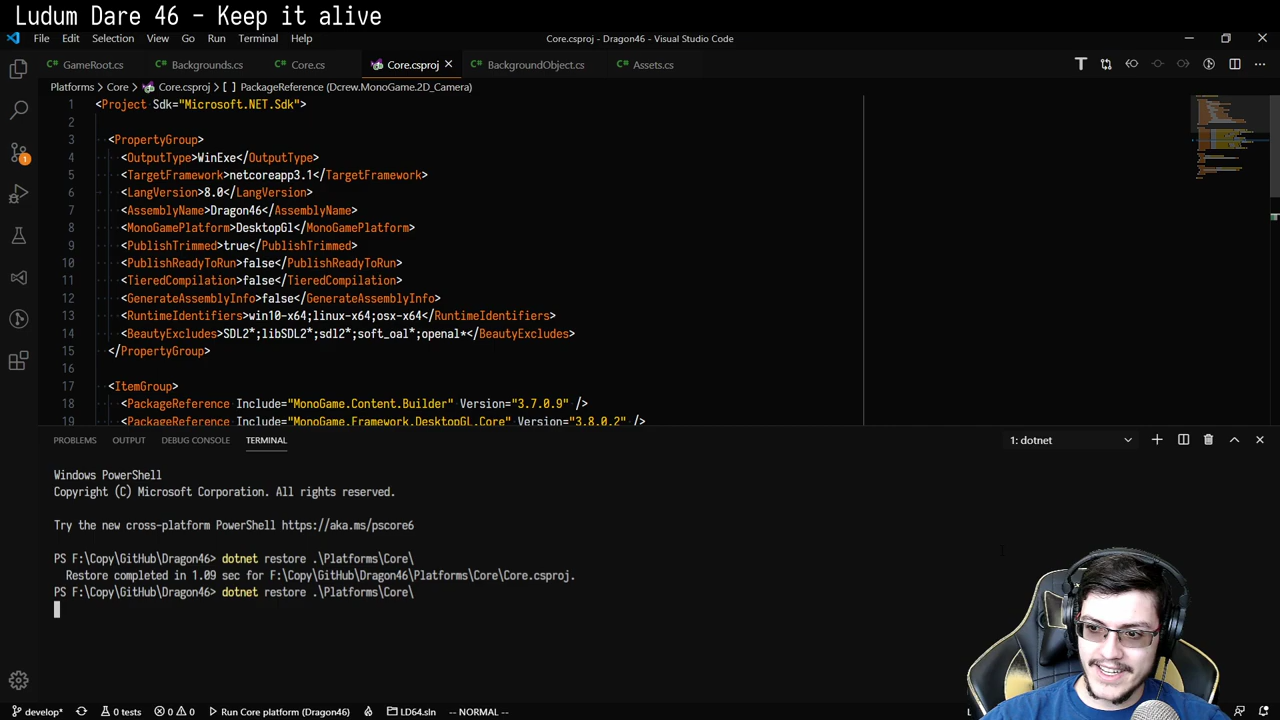 Ludum Dare 46 - Keep it alive
File Edit Selection View Go Run Terminal Help
Core.csproj - Dragon46 - Visual Studio Code
GameRoot.cs Backgrounds.cs Core.cs Core.csproj BackgroundObject.cs Assets.cs
Platforms > Core > Core.csproj > [ ] PackageReference (Dcrew.MonoGame.2D_Camera)
1 <Project Sdk="Microsoft.NET.Sdk">
2
3 <PropertyGroup>
4 <OutputType>WinExe</OutputType>
5 <TargetFramework>netcoreapp3.1</TargetFramework>
6 <LangVersion>8.0</LangVersion>
7 <AssemblyName>Dragon46</AssemblyName>
8 <MonoGamePlatform>DesktopGl</MonoGamePlatform>
9 <PublishTrimmed>true</PublishTrimmed>
10 <PublishReadyToRun>false</PublishReadyToRun>
11 <TieredCompilation>false</TieredCompilation>
12 <GenerateAssemblyInfo>false</GenerateAssemblyInfo>
13 <RuntimeIdentifiers>win10-x64;linux-x64;osx-x64</RuntimeIdentifiers>
14 <BeautyExcludes>SDL2*;libSDL2*;sdl2*;soft_oal*;openal*</BeautyExcludes>
15 </PropertyGroup>
16
17 <ItemGroup>
18 <PackageReference Include="MonoGame.Content.Builder" Version="3.7.0.9" />
19 <PackageReference Include="MonoGame.Framework.DesktopGL.Core" Version="3.8.0.2" />
PROBLEMS OUTPUT DEBUG CONSOLE TERMINAL 1: dotnet
Windows PowerShell
Copyright (C) Microsoft Corporation. All rights reserved.
Try the new cross-platform PowerShell https://aka.ms/pscore6
PS F:\Copy\GitHub\Dragon46> dotnet restore .\Platforms\Core\
Restore completed in 1.09 sec for F:\Copy\GitHub\Dragon46\Platforms\Core\Core.csproj.
PS F:\Copy\GitHub\Dragon46> dotnet restore .\Platforms\Core\
1
develop* 0 tests 0 0 Run Core platform (Dragon46) LD64.sln -- NORMAL --